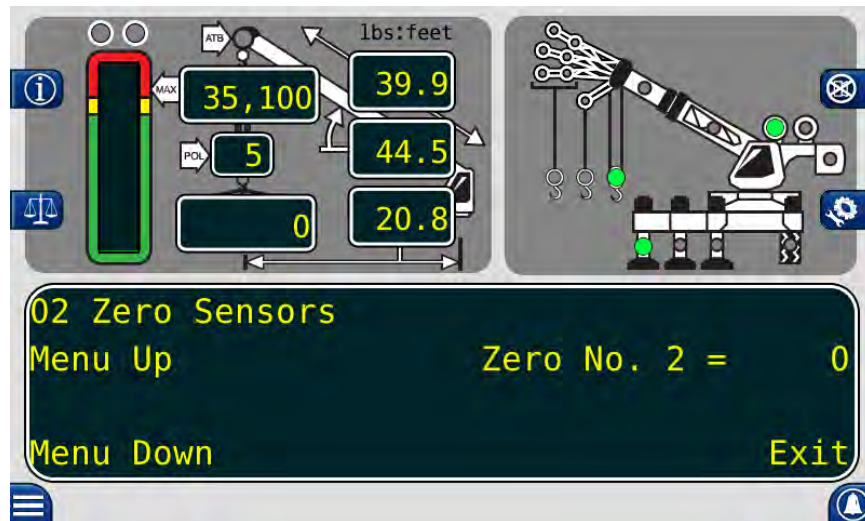 lbs:feet
ATB
39.9
MAX
35,100
POL
5
44.5
0
20.8
02 Zero Sensors
Menu Up Zero No. 2 = 0
Menu Down Exit